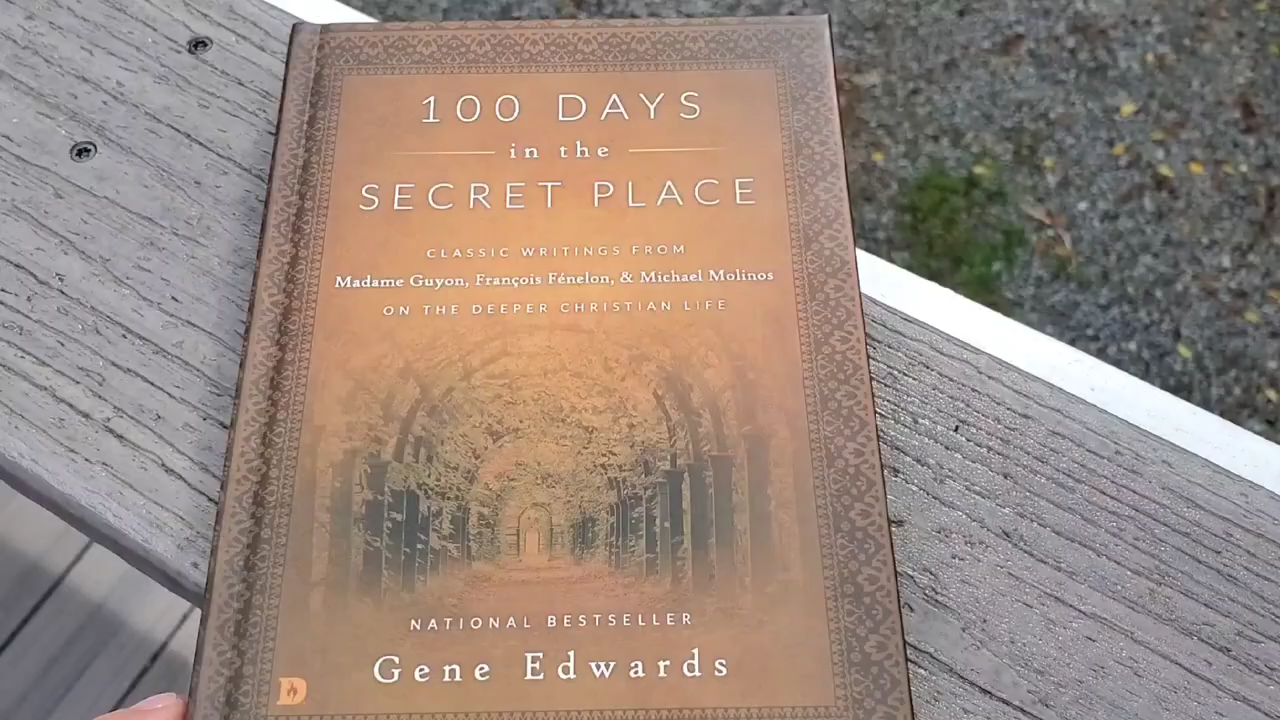 100 DAYS
in the
SECRET PLACE
CLASSIC WRITINGS FROM
Madame Guyon, François Fénelon, & Michael Molinos
ON THE DEEPER CHRISTIAN LIFE
NATIONAL BESTSELLER
Gene Edwards
D